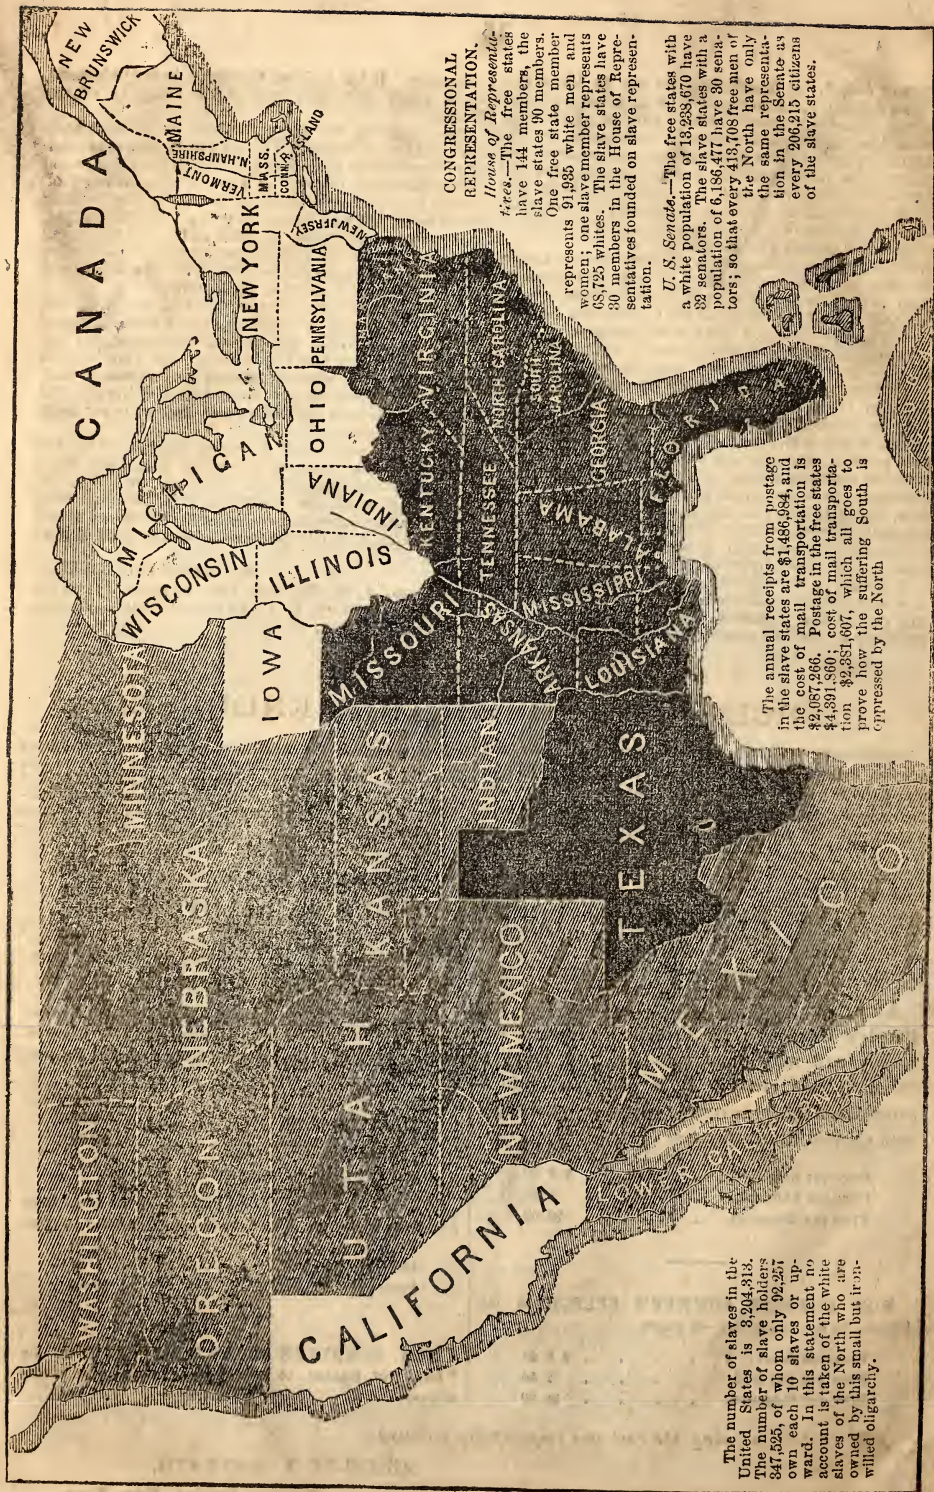 CANADA
NEW
BRUNSWICK
MAINE
VERMONT
N. HAMPSHIRE
MASS.
CONN
R.
ISLAND
NEW YORK
NEW JERSEY
PENNSYLVANIA
MICHIGAN
WISCONSIN
OHIO
INDIANA
ILLINOIS
IOWA
MINNESOTA
WASHINGTON
OREGON
NEBRASKA
UTAH
KANSAS
CALIFORNIA
NEW MEXICO
INDIAN
MISSOURI
KENTUCKY
VIRGINIA
TENNESSEE
NORTH CAROLINA
SOUTH
CAROLINA
ARKANSAS
MISSISSIPPI
ALABAMA
GEORGIA
LOUISIANA
FLORIDA
TEXAS
MEXICO
LOWER CALIFORNIA
CONGRESSIONAL
REPRESENTATION.
House of Representa-
tives.—The free states
have 144 members, the
slave states 90 members.
One free state member
represents 91,935 white men and
women; one slave member represents
68,725 whites. The slave states have
30 members in the House of Repre-
sentatives founded on slave represen-
tation.
U. S. Senate.—The free states with
a white population of 13,238,670 have
32 senators. The slave states with a
population of 6,186,477 have 30 sena-
tors; so that every 413,708 free men of
the North have only
the same representa-
tion in the Senate as
every 206,215 citizens
of the slave states.
The annual receipts from postage
in the slave states are $1,486,984, and
the cost of mail transportation is
$2,087,266. Postage in the free states
$4,391,860; cost of mail transporta-
tion $2,381,607, which all goes to
prove how the suffering South is
oppressed by the North
The number of slaves in the
United States is 3,204,313.
The number of slave holders
347,525, of whom only 92,257
own each 10 slaves or up-
ward. In this statement no
account is taken of the white
slaves of the North who are
owned by this small but iron-
willed oligarchy.